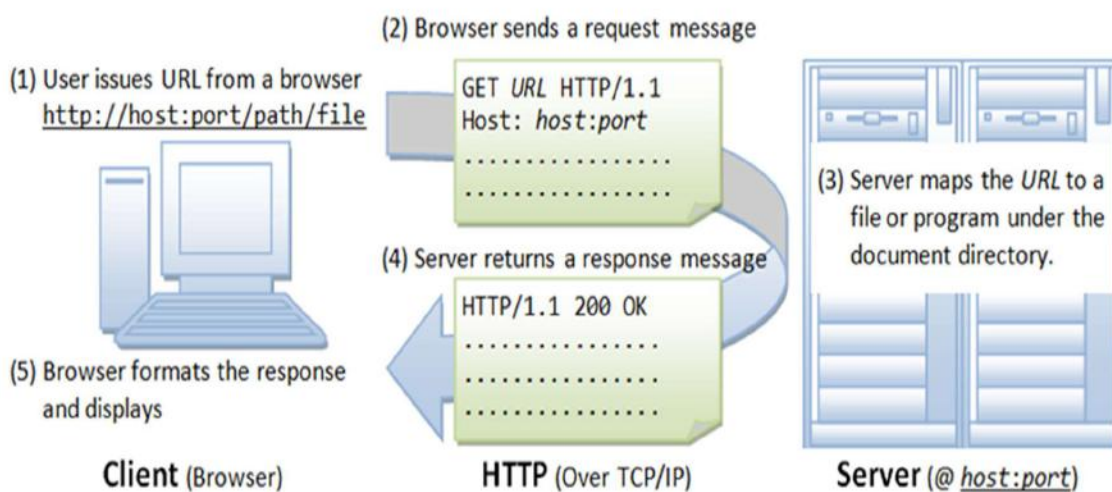 (1) User issues URL from a browser
http://host:port/path/file
(2) Browser sends a request message
GET URL HTTP/1.1
Host: host:port
..................
..................
(3) Server maps the URL to a
file or program under the
document directory.
(4) Server returns a response message
HTTP/1.1 200 OK
.................
.................
.................
(5) Browser formats the response
and displays
Client (Browser)
HTTP (Over TCP/IP)
Server (@ host:port)